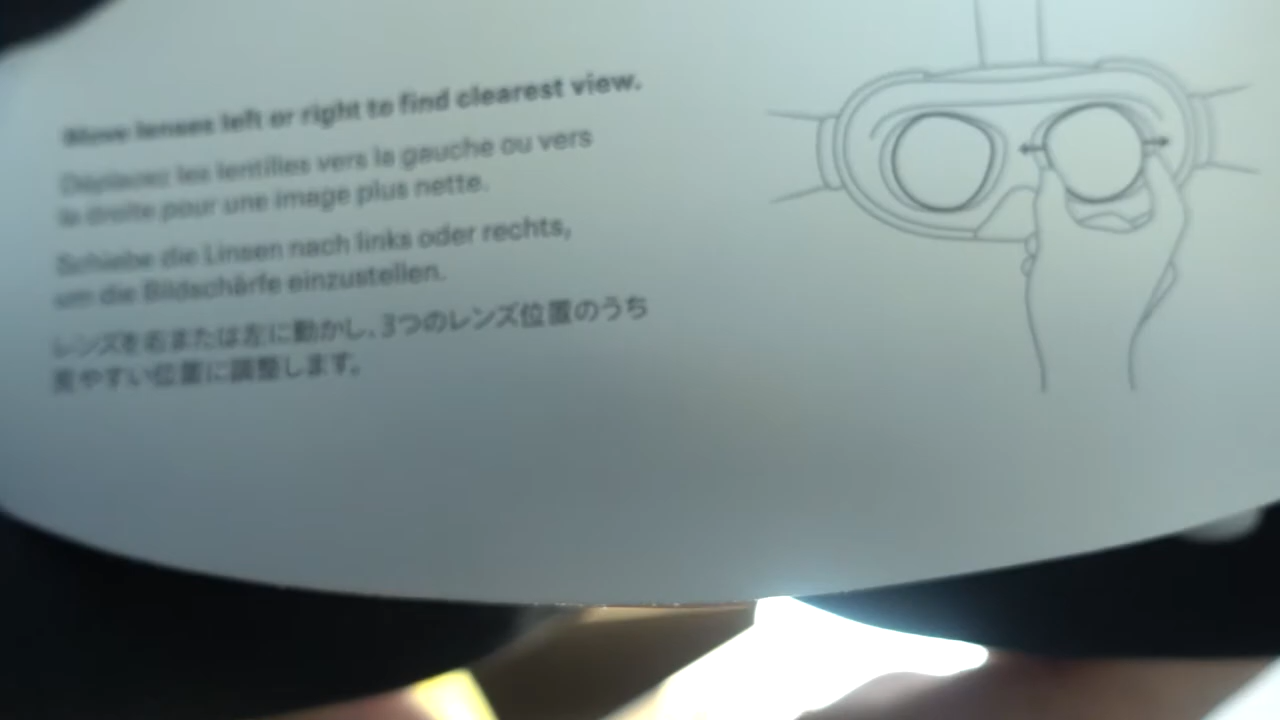 Move lenses left or right to find clearest view.
Déplacez les lentilles vers la gauche ou vers
la droite pour une image plus nette.
Schiebe die Linsen nach links oder rechts,
um die Bildschärfe einzustellen.
レンズを右または左に動かし、3つのレンズ位置のうち
見やすい位置に調整します。